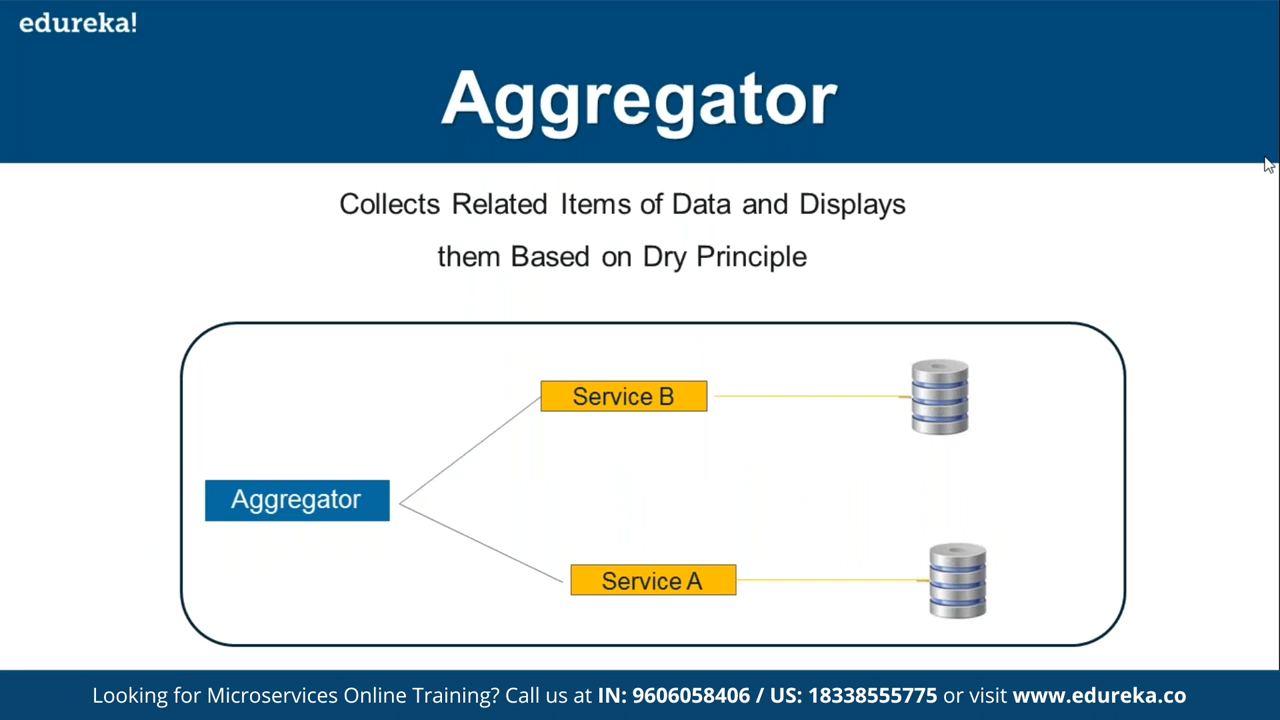 edureka!
Aggregator
Collects Related Items of Data and Displays
them Based on Dry Principle
Service B
Aggregator
Service A
Looking for Microservices Online Training? Call us at IN: 9606058406 / US: 18338555775 or visit www.edureka.co